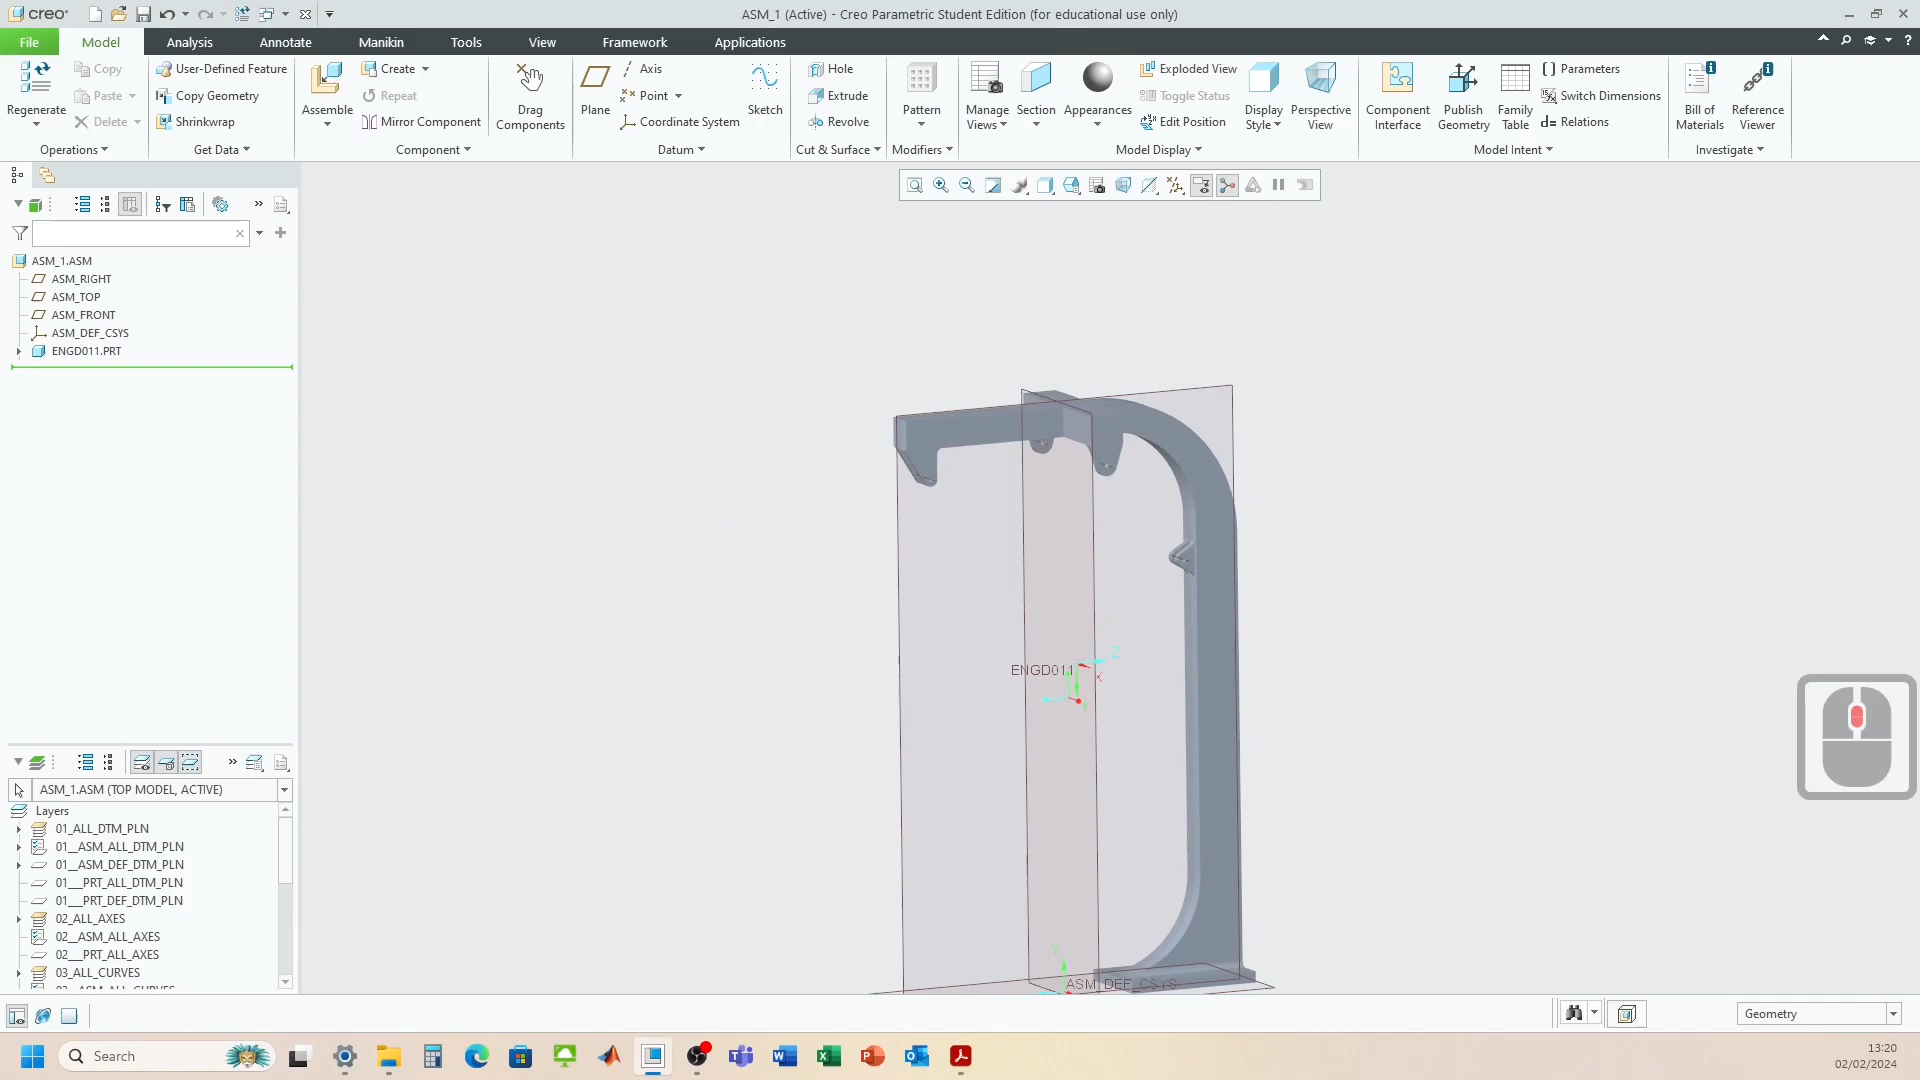 creo
ASM_1 (Active) - Creo Parametric Student Edition (for educational use only)
File
Model
Analysis
Annotate
Manikin
Tools
View
Framework
Applications
Regenerate
Copy
Paste
Delete
Operations
User-Defined Feature
Copy Geometry
Shrinkwrap
Get Data
Assemble
Create
Repeat
Mirror Component
Component
Drag
Components
Plane
Axis
Point
Coordinate System
Sketch
Datum
Hole
Extrude
Revolve
Cut & Surface
Pattern
Modifiers
Manage
Views
Section
Appearances
Exploded View
Toggle Status
Edit Position
Display
Style
Perspective
View
Model Display
Component
Interface
Publish
Geometry
Family
Table
Parameters
Switch Dimensions
d= Relations
Model Intent
Bill of
Materials
Reference
Viewer
Investigate
ASM_1.ASM
ASM_RIGHT
ASM_TOP
ASM_FRONT
ASM_DEF_CSYS
ENGD011.PRT
ENGD011
Z
X
Y
ASM_DEF_CSYS
ASM_1.ASM (TOP MODEL, ACTIVE)
Layers
01_ALL_DTM_PLN
01__ASM_ALL_DTM_PLN
01__ASM_DEF_DTM_PLN
01___PRT_ALL_DTM_PLN
01___PRT_DEF_DTM_PLN
02_ALL_AXES
02__ASM_ALL_AXES
02___PRT_ALL_AXES
03_ALL_CURVES
03__ASM_ALL_CURVES
Geometry
Search
13:20
02/02/2024